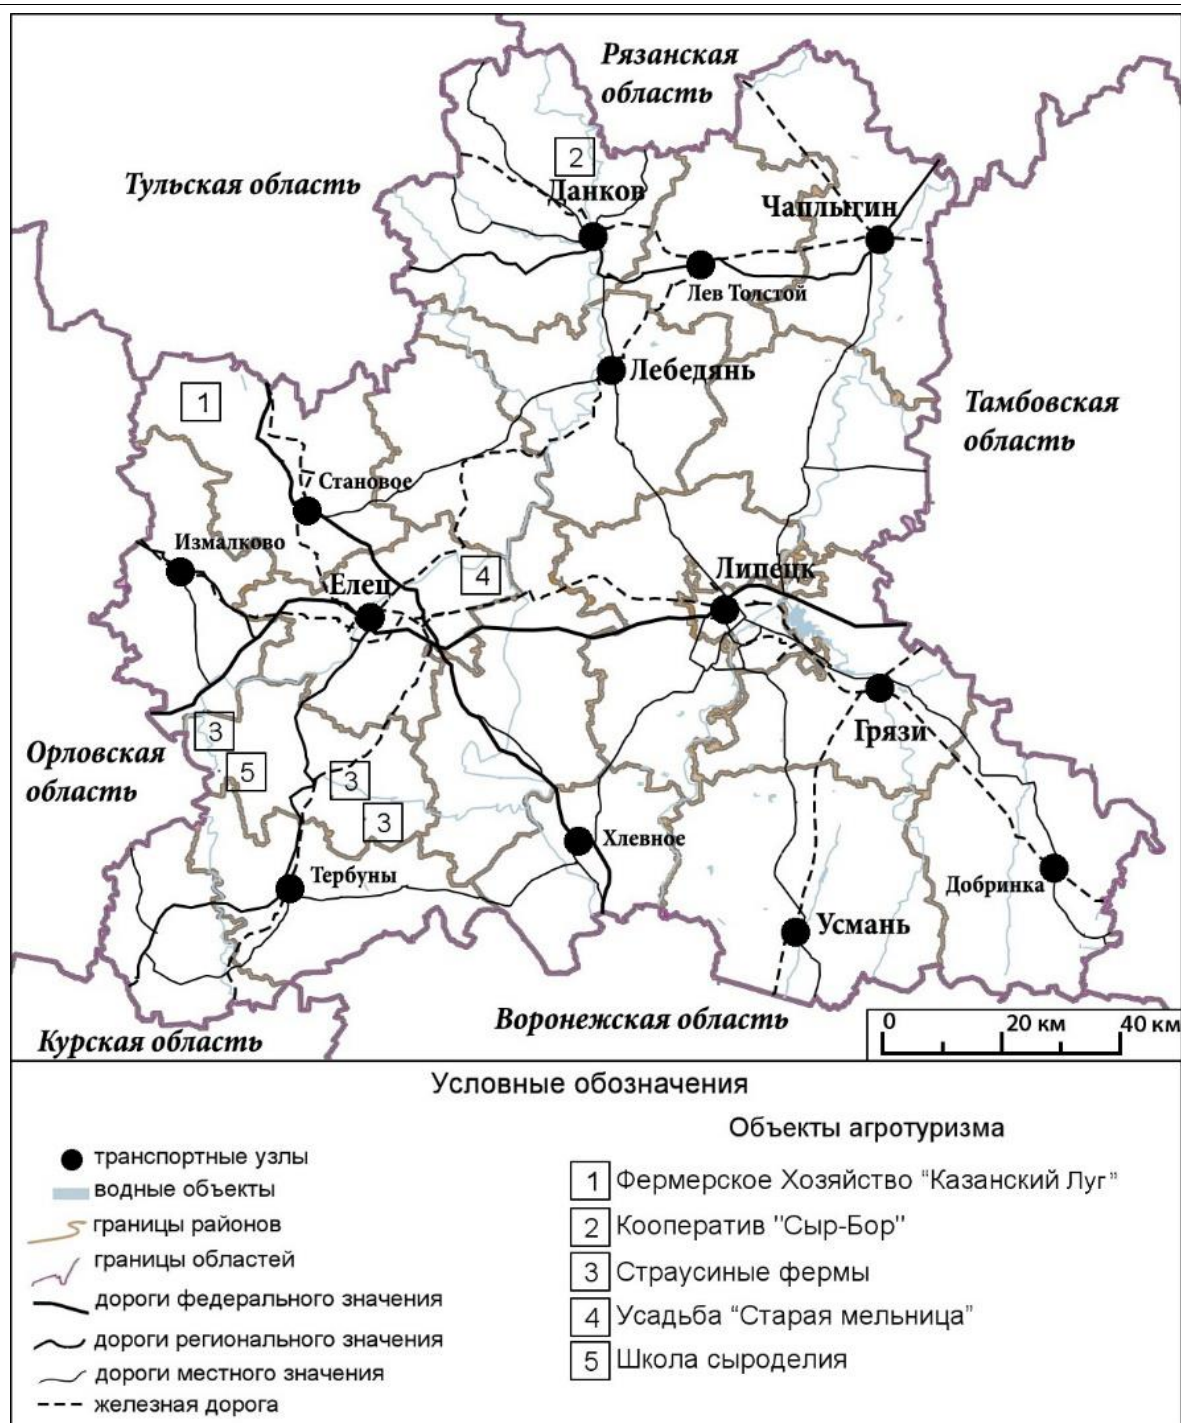 Рязанская
область
2
Тульская область
Данков
Чаплыгин
Лев Толстой
Лебедянь
1
Тамбовская
область
Становое
Измалково
4
Липецк
Елец
3
Грязи
Орловская
область
5
3
3
Хлевное
Тербуны
Добринка
Усмань
Воронежская область
0 20 км 40 км
Курская область
Условные обозначения
Объекты агротуризма
транспортные узлы
водные объекты
границы районов
границы областей
дороги федерального значения
дороги регионального значения
дороги местного значения
железная дорога
1 Фермерское Хозяйство “Казанский Луг”
2 Кооператив "Сыр-Бор"
3 Страусиные фермы
4 Усадьба “Старая мельница”
5 Школа сыроделия